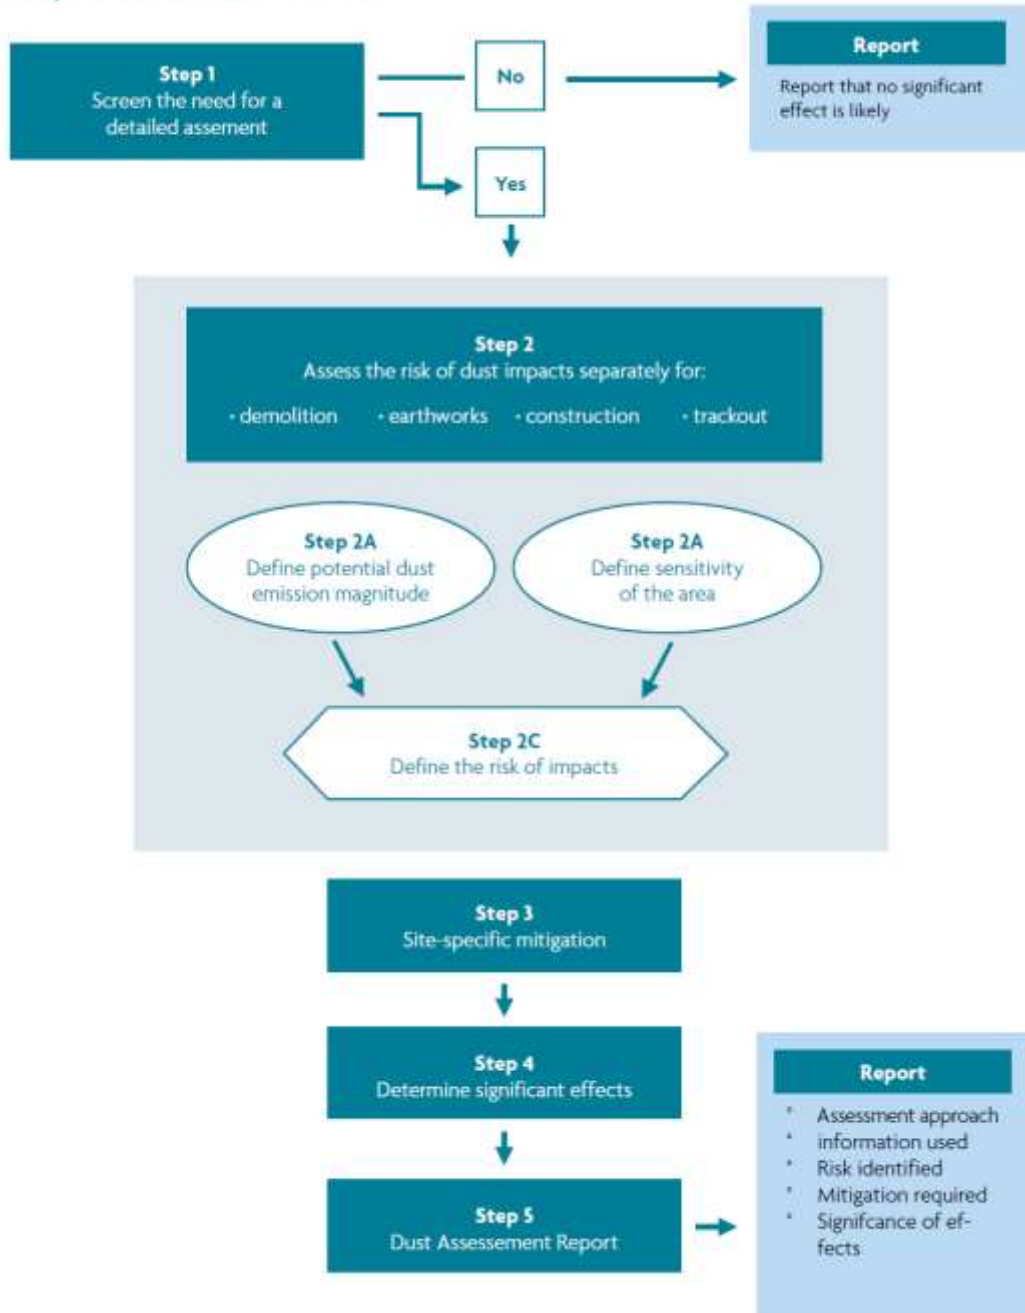 Step 1
Screen the need for a
detailed assement
No
Yes
Report
Report that no significant
effect is likely
Step 2
Assess the risk of dust impacts separately for:
· demolition · earthworks · construction · trackout
Step 2A
Define potential dust
emission magnitude
Step 2A
Define sensitivity
of the area
Step 2C
Define the risk of impacts
Step 3
Site-specific mitigation
Step 4
Determine significant effects
Step 5
Dust Assessement Report
Report
* Assessment approach
* information used
* Risk identified
* Mitigation required
* Signifcance of ef-
fects